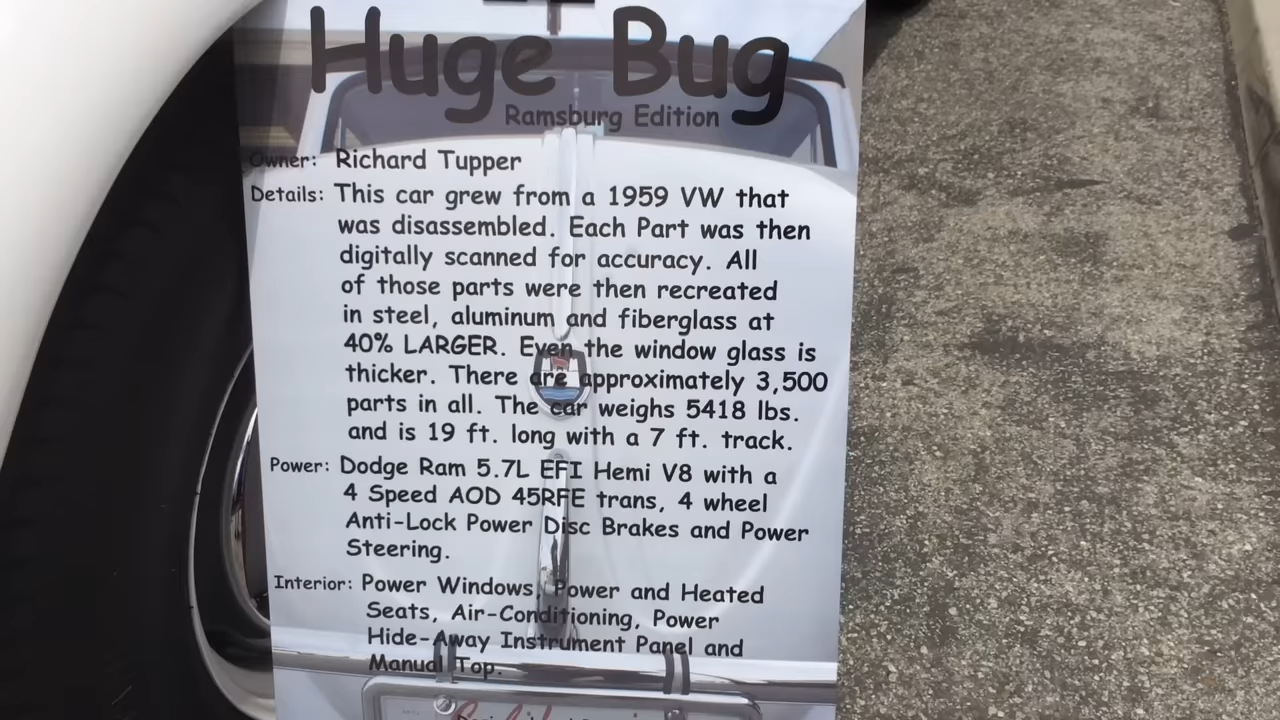 Huge Bug
Ramsburg Edition
Owner: Richard Tupper
Details: This car grew from a 1959 VW that
was disassembled. Each Part was then
digitally scanned for accuracy. All
of those parts were then recreated
in steel, aluminum and fiberglass at
40% LARGER. Even the window glass is
thicker. There are approximately 3,500
parts in all. The car weighs 5418 lbs.
and is 19 ft. long with a 7 ft. track.
Power: Dodge Ram 5.7L EFI Hemi V8 with a
4 Speed AOD 45RFE trans, 4 wheel
Anti-Lock Power Disc Brakes and Power
Steering.
Interior: Power Windows, Power and Heated
Seats, Air-Conditioning, Power
Hide-Away Instrument Panel and
Manual Top.